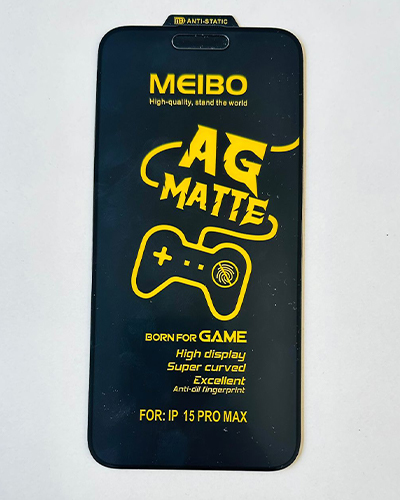 ANTI-STATIC
MEIBO
High-quality, stand the world
AG
MATTE
BORN FOR GAME
High display
Super curved
Excellent
Anti-oil fingerprint
FOR: IP 15 PRO MAX